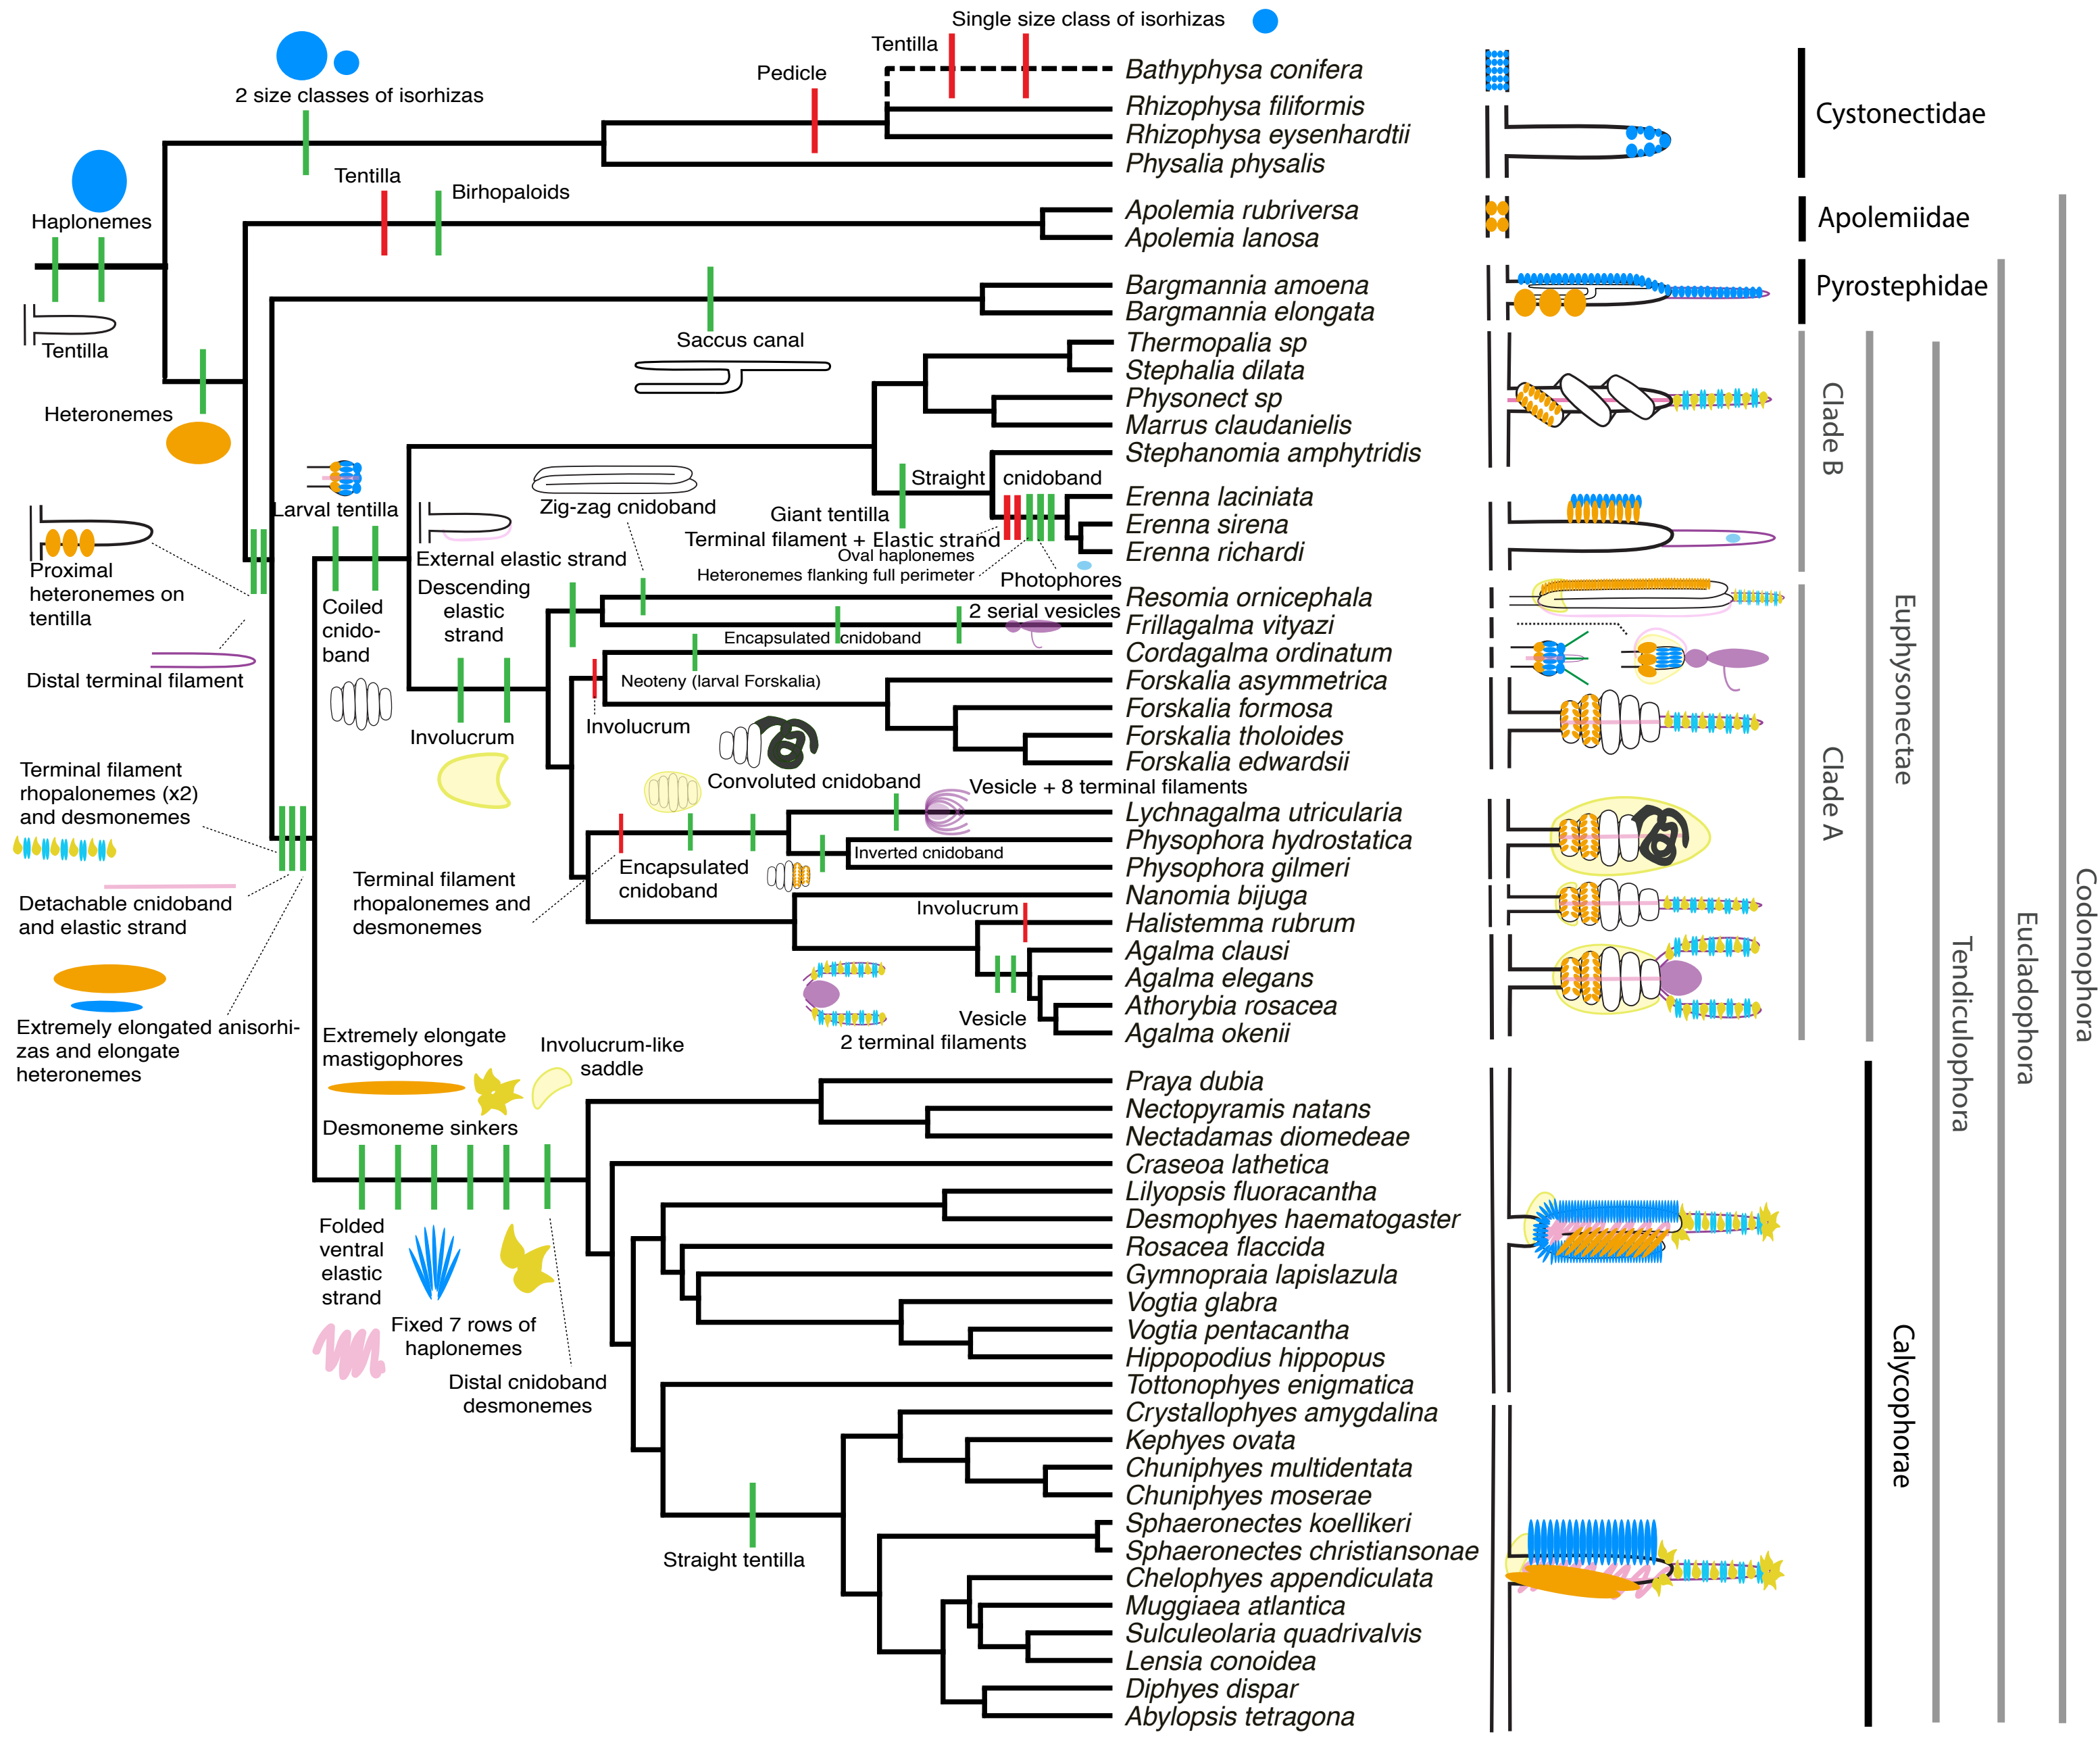 Single size class of isorhizas
Tentilla
Pedicle
2 size classes of isorhizas
Tentilla
Birhopaloids
Haplonemes
Tentilla
Heteronemes
Saccus canal
Larval tentilla
Zig-zag cnidoband
External elastic strand
Straight cnidoband
Giant tentilla
Terminal filament + Elastic strand
Oval haplonemes
Heteronemes flanking full perimeter
Photophores
Proximal
heteronemes on
tentilla
Distal terminal filament
Coiled
cnido-
band
Descending
elastic
strand
Involucrum
2 serial vesicles
Encapsulated cnidoband
Neoteny (larval Forskalia)
Involucrum
Convoluted cnidoband
Vesicle + 8 terminal filaments
Inverted cnidoband
Encapsulated
cnidoband
Terminal filament
rhopalonemes and
desmonemes
Involucrum
Vesicle
2 terminal filaments
Terminal filament
rhopalonemes (x2)
and desmonemes
Detachable cnidoband
and elastic strand
Extremely elongated anisorhi-
zas and elongate
heteronemes
Extremely elongate
mastigophores
Involucrum-like
saddle
Desmoneme sinkers
Folded
ventral
elastic
strand
Fixed 7 rows of
haplonemes
Distal cnidoband
desmonemes
Straight tentilla
Bathyphysa conifera
Rhizophysa filiformis
Rhizophysa eysenhardtii
Physalia physalis
Apolemia rubriversa
Apolemia lanosa
Bargmannia amoena
Bargmannia elongata
Thermopalia sp
Stephalia dilata
Physonect sp
Marrus claudanielis
Stephanomia amphytridis
Erenna laciniata
Erenna sirena
Erenna richardi
Resomia ornicephala
Frillagalma vityazi
Cordagalma ordinatum
Forskalia asymmetrica
Forskalia formosa
Forskalia tholoides
Forskalia edwardsii
Lychnagalma utricularia
Physophora hydrostatica
Physophora gilmeri
Nanomia bijuga
Halistemma rubrum
Agalma clausi
Agalma elegans
Athorybia rosacea
Agalma okenii
Praya dubia
Nectopyramis natans
Nectadamas diomedeae
Craseoa lathetica
Lilyopsis fluoracantha
Desmophyes haematogaster
Rosacea flaccida
Gymnopraia lapislazula
Vogtia glabra
Vogtia pentacantha
Hippopodius hippopus
Tottonophyes enigmatica
Crystallophyes amygdalina
Kephyes ovata
Chuniphyes multidentata
Chuniphyes moserae
Sphaeronectes koellikeri
Sphaeronectes christiansonae
Chelophyes appendiculata
Muggiaea atlantica
Sulculeolaria quadrivalvis
Lensia conoidea
Diphyes dispar
Abylopsis tetragona
Cystonectidae
Apolemiidae
Pyrostephidae
Clade B
Clade A
Euphysonectae
Calycophorae
Tendiculophora
Eucladophora
Codonophora